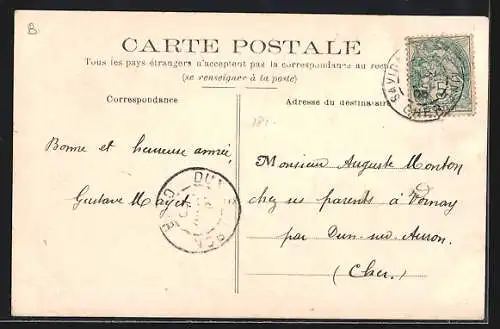 B
CARTE POSTALE
Tous les pays étrangers n'acceptent pas la correspondance au recto
(se renseigner à la poste)
Correspondance
Adresse du destinataire
Bonne et heureuse année,
Gustave Mayet
Monsieur Auguste Monton
chez ses parents à Vornay
par Dun-sur-Auron.
(Cher.)